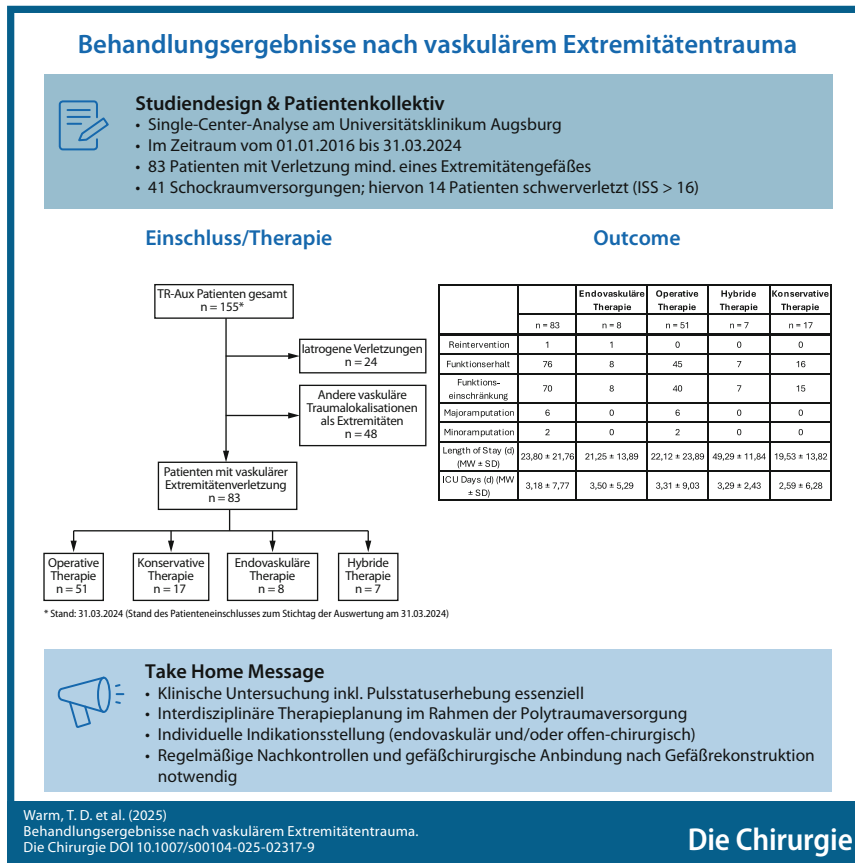 Behandlungsergebnisse nach vaskulärem Extremitätentrauma
Studiendesign & Patientenkollektiv
• Single-Center-Analyse am Universitätsklinikum Augsburg
• Im Zeitraum vom 01.01.2016 bis 31.03.2024
• 83 Patienten mit Verletzung mind. eines Extremitätengefäßes
• 41 Schockraumversorgungen; hiervon 14 Patienten schwerverletzt (ISS > 16)
Einschluss/Therapie
TR-Aux Patienten gesamt
n = 155*
Iatrogene Verletzungen
n = 24
Andere vaskuläre
Traumalokalisationen
als Extremitäten
n = 48
Patienten mit vaskulärer
Extremitätenverletzung
n = 83
Operative
Therapie
n = 51
Konservative
Therapie
n = 17
Endovaskuläre
Therapie
n = 8
Hybride
Therapie
n = 7
* Stand: 31.03.2024 (Stand des Patienteneinschlusses zum Stichtag der Auswertung am 31.03.2024)
Outcome
Endovaskuläre Therapie Operative Therapie Hybride Therapie Konservative Therapie
n = 83 n = 8 n = 51 n = 7 n = 17
Reintervention 1 1 0 0 0
Funktionserhalt 76 8 45 7 16
Funktions-
einschränkung 70 8 40 7 15
Majoramputation 6 0 6 0 0
Minoramputation 2 0 2 0 0
Length of Stay (d)
(MW ± SD) 23,80 ± 21,76 21,25 ± 13,89 22,12 ± 23,89 49,29 ± 11,84 19,53 ± 13,82
ICU Days (d) (MW
± SD) 3,18 ± 7,77 3,50 ± 5,29 3,31 ± 9,03 3,29 ± 2,43 2,59 ± 6,28
Take Home Message
• Klinische Untersuchung inkl. Pulsstatuserhebung essenziell
• Interdisziplinäre Therapieplanung im Rahmen der Polytraumaversorgung
• Individuelle Indikationsstellung (endovaskulär und/oder offen-chirurgisch)
• Regelmäßige Nachkontrollen und gefäßchirurgische Anbindung nach Gefäßrekonstruktion
notwendig
Warm, T. D. et al. (2025)
Behandlungsergebnisse nach vaskulärem Extremitätentrauma.
Die Chirurgie DOI 10.1007/s00104-025-02317-9
Die Chirurgie